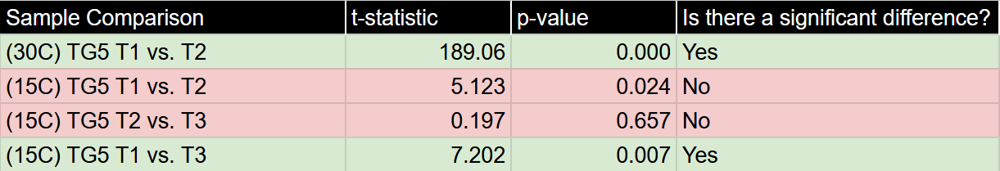 Sample Comparison t-statistic p-value Is there a significant difference?
(30C) TG5 T1 vs. T2 189.06 0.000 Yes
(15C) TG5 T1 vs. T2 5.123 0.024 No
(15C) TG5 T2 vs. T3 0.197 0.657 No
(15C) TG5 T1 vs. T3 7.202 0.007 Yes